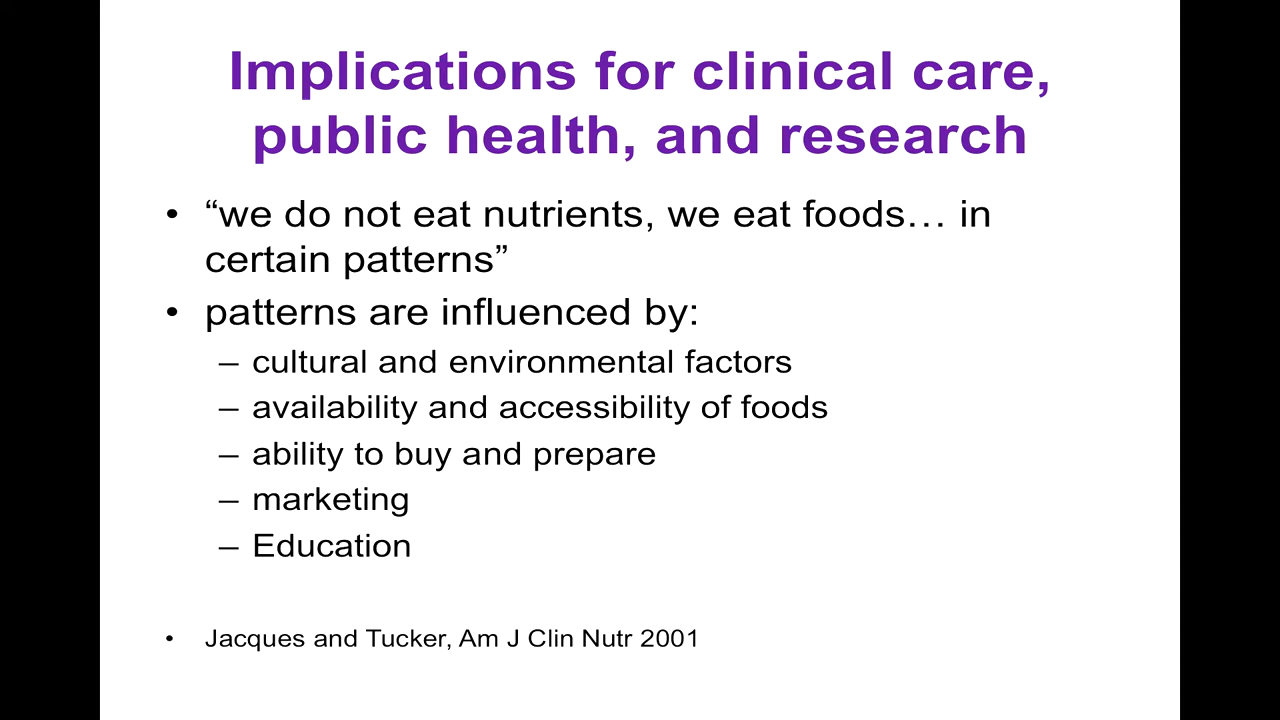 Implications for clinical care,
public health, and research
• “we do not eat nutrients, we eat foods… in
certain patterns”
• patterns are influenced by:
– cultural and environmental factors
– availability and accessibility of foods
– ability to buy and prepare
– marketing
– Education
• Jacques and Tucker, Am J Clin Nutr 2001